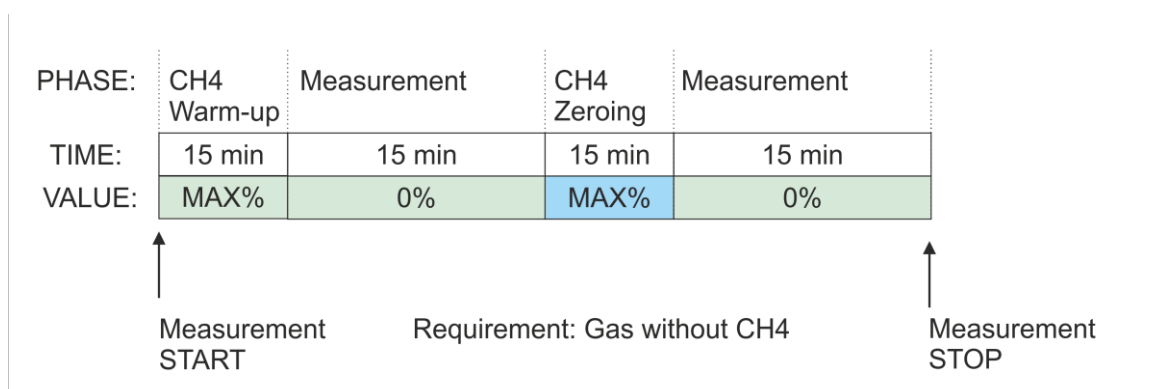 PHASE: CH4 Measurement CH4 Measurement
Warm-up Zeroing
TIME: 15 min 15 min 15 min 15 min
VALUE: MAX% 0% MAX% 0%
Measurement Requirement: Gas without CH4 Measurement
START STOP